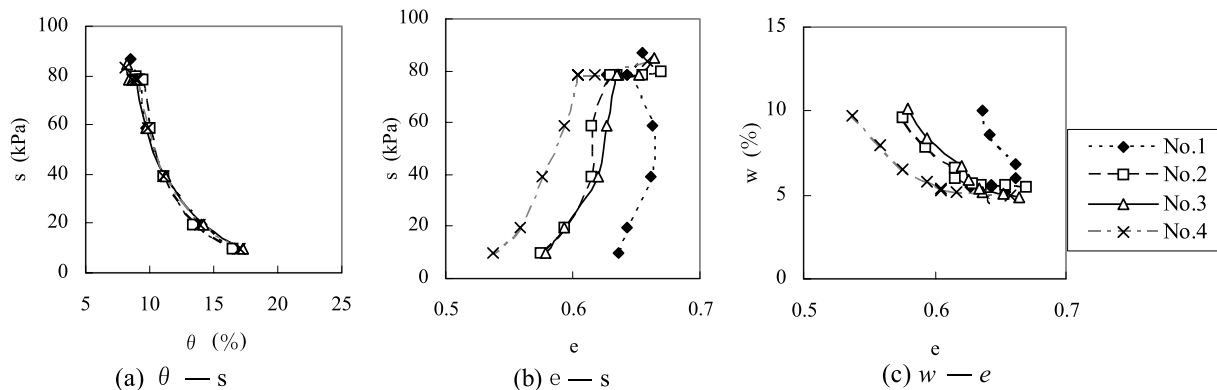 100
80
60
40
20
0
s (kPa)
5 10 15 20 25
θ (%)
(a) θ — s
100
80
60
40
20
0
s (kPa)
0.5 0.6 0.7
e
(b) e — s
15
10
5
0
w (%)
0.5 0.6 0.7
e
(c) w — e
No.1
No.2
No.3
No.4